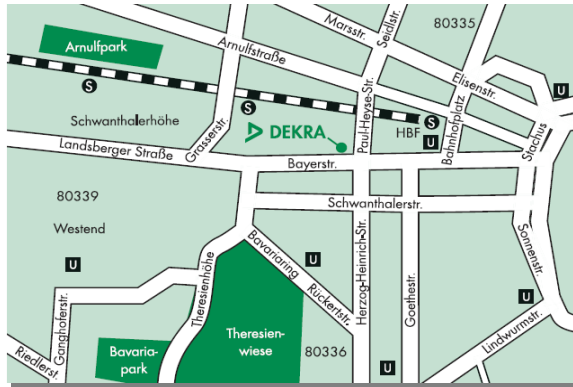 80335
Marsstr.
Seidlstr.
Arnulfpark
Arnulfstraße
Elisenstr.
U
S
S
S
Schwanthalerhöhe
DEKRA
Paul-Heyse-Str.
HBF
U
Bahnhofplatz
Stachus
Grasserstr.
Landsberger Straße
Bayerstr.
80339
Schwanthalerstr.
Westend
U
Theresienhöhe
Bavariaring
Rückertstr.
U
Herzog-Heinrich-Str.
Goethestr.
Sonnenstr.
U
Ganghoferstr.
Theresien-
wiese
Lindwurmstr.
Riedlerst.
Bavaria-
park
80336
U